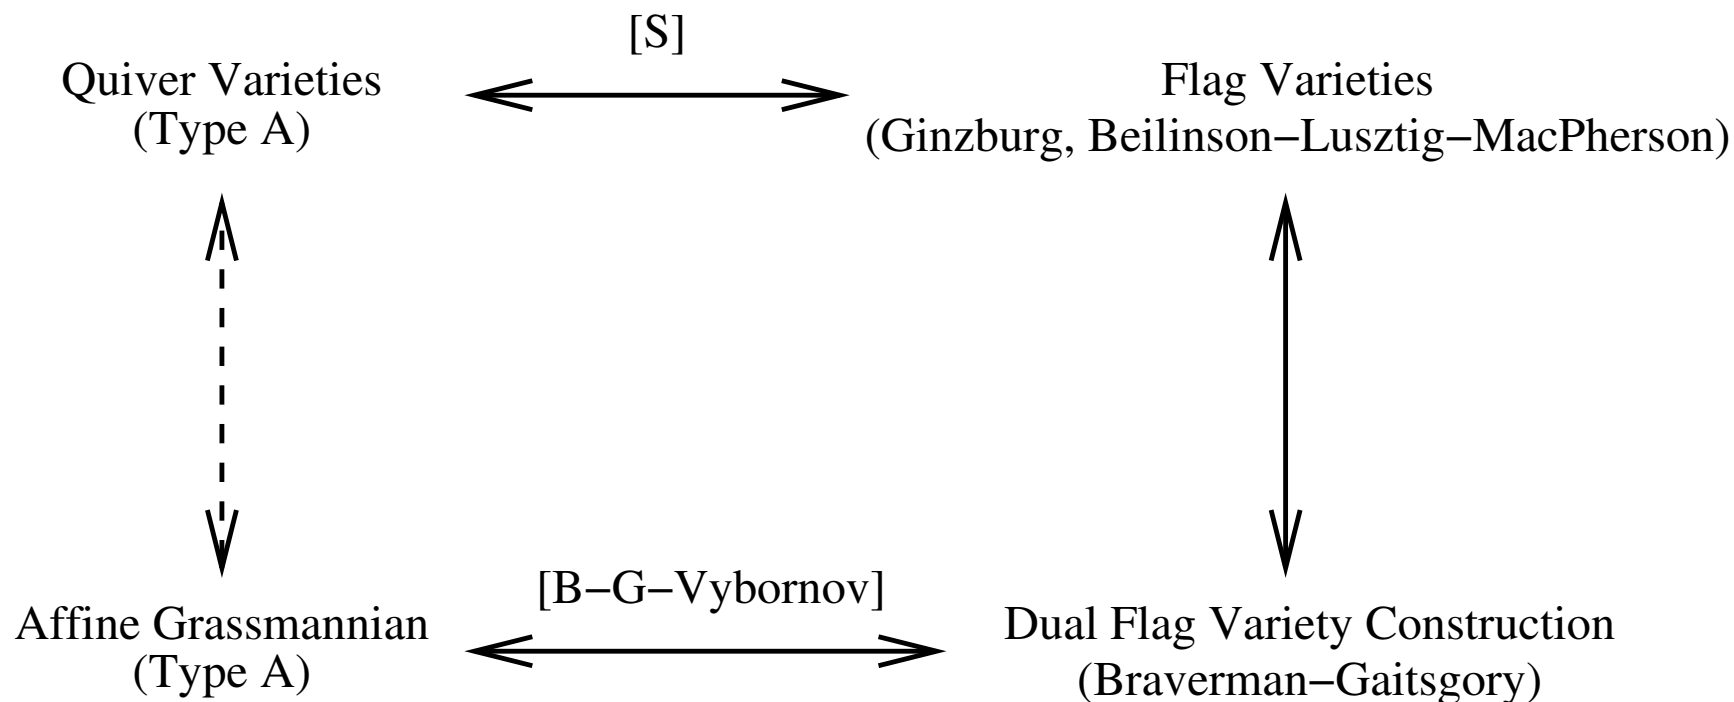 [S]
Quiver Varieties
(Type A)
Flag Varieties
(Ginzburg, Beilinson−Lusztig−MacPherson)
[B−G−Vybornov]
Affine Grassmannian
(Type A)
Dual Flag Variety Construction
(Braverman−Gaitsgory)